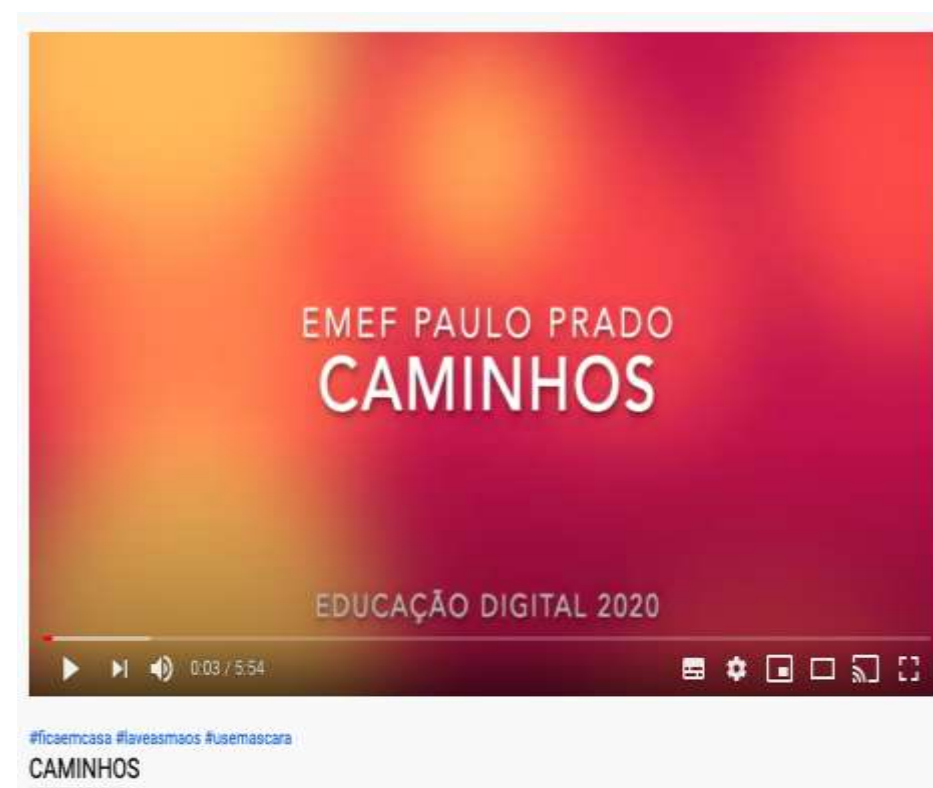 EMEF PAULO PRADO
CAMINHOS
EDUCAÇÃO DIGITAL 2020
0:03 / 5:54
#ficaemcasa #laveasmaos #usemascara
CAMINHOS